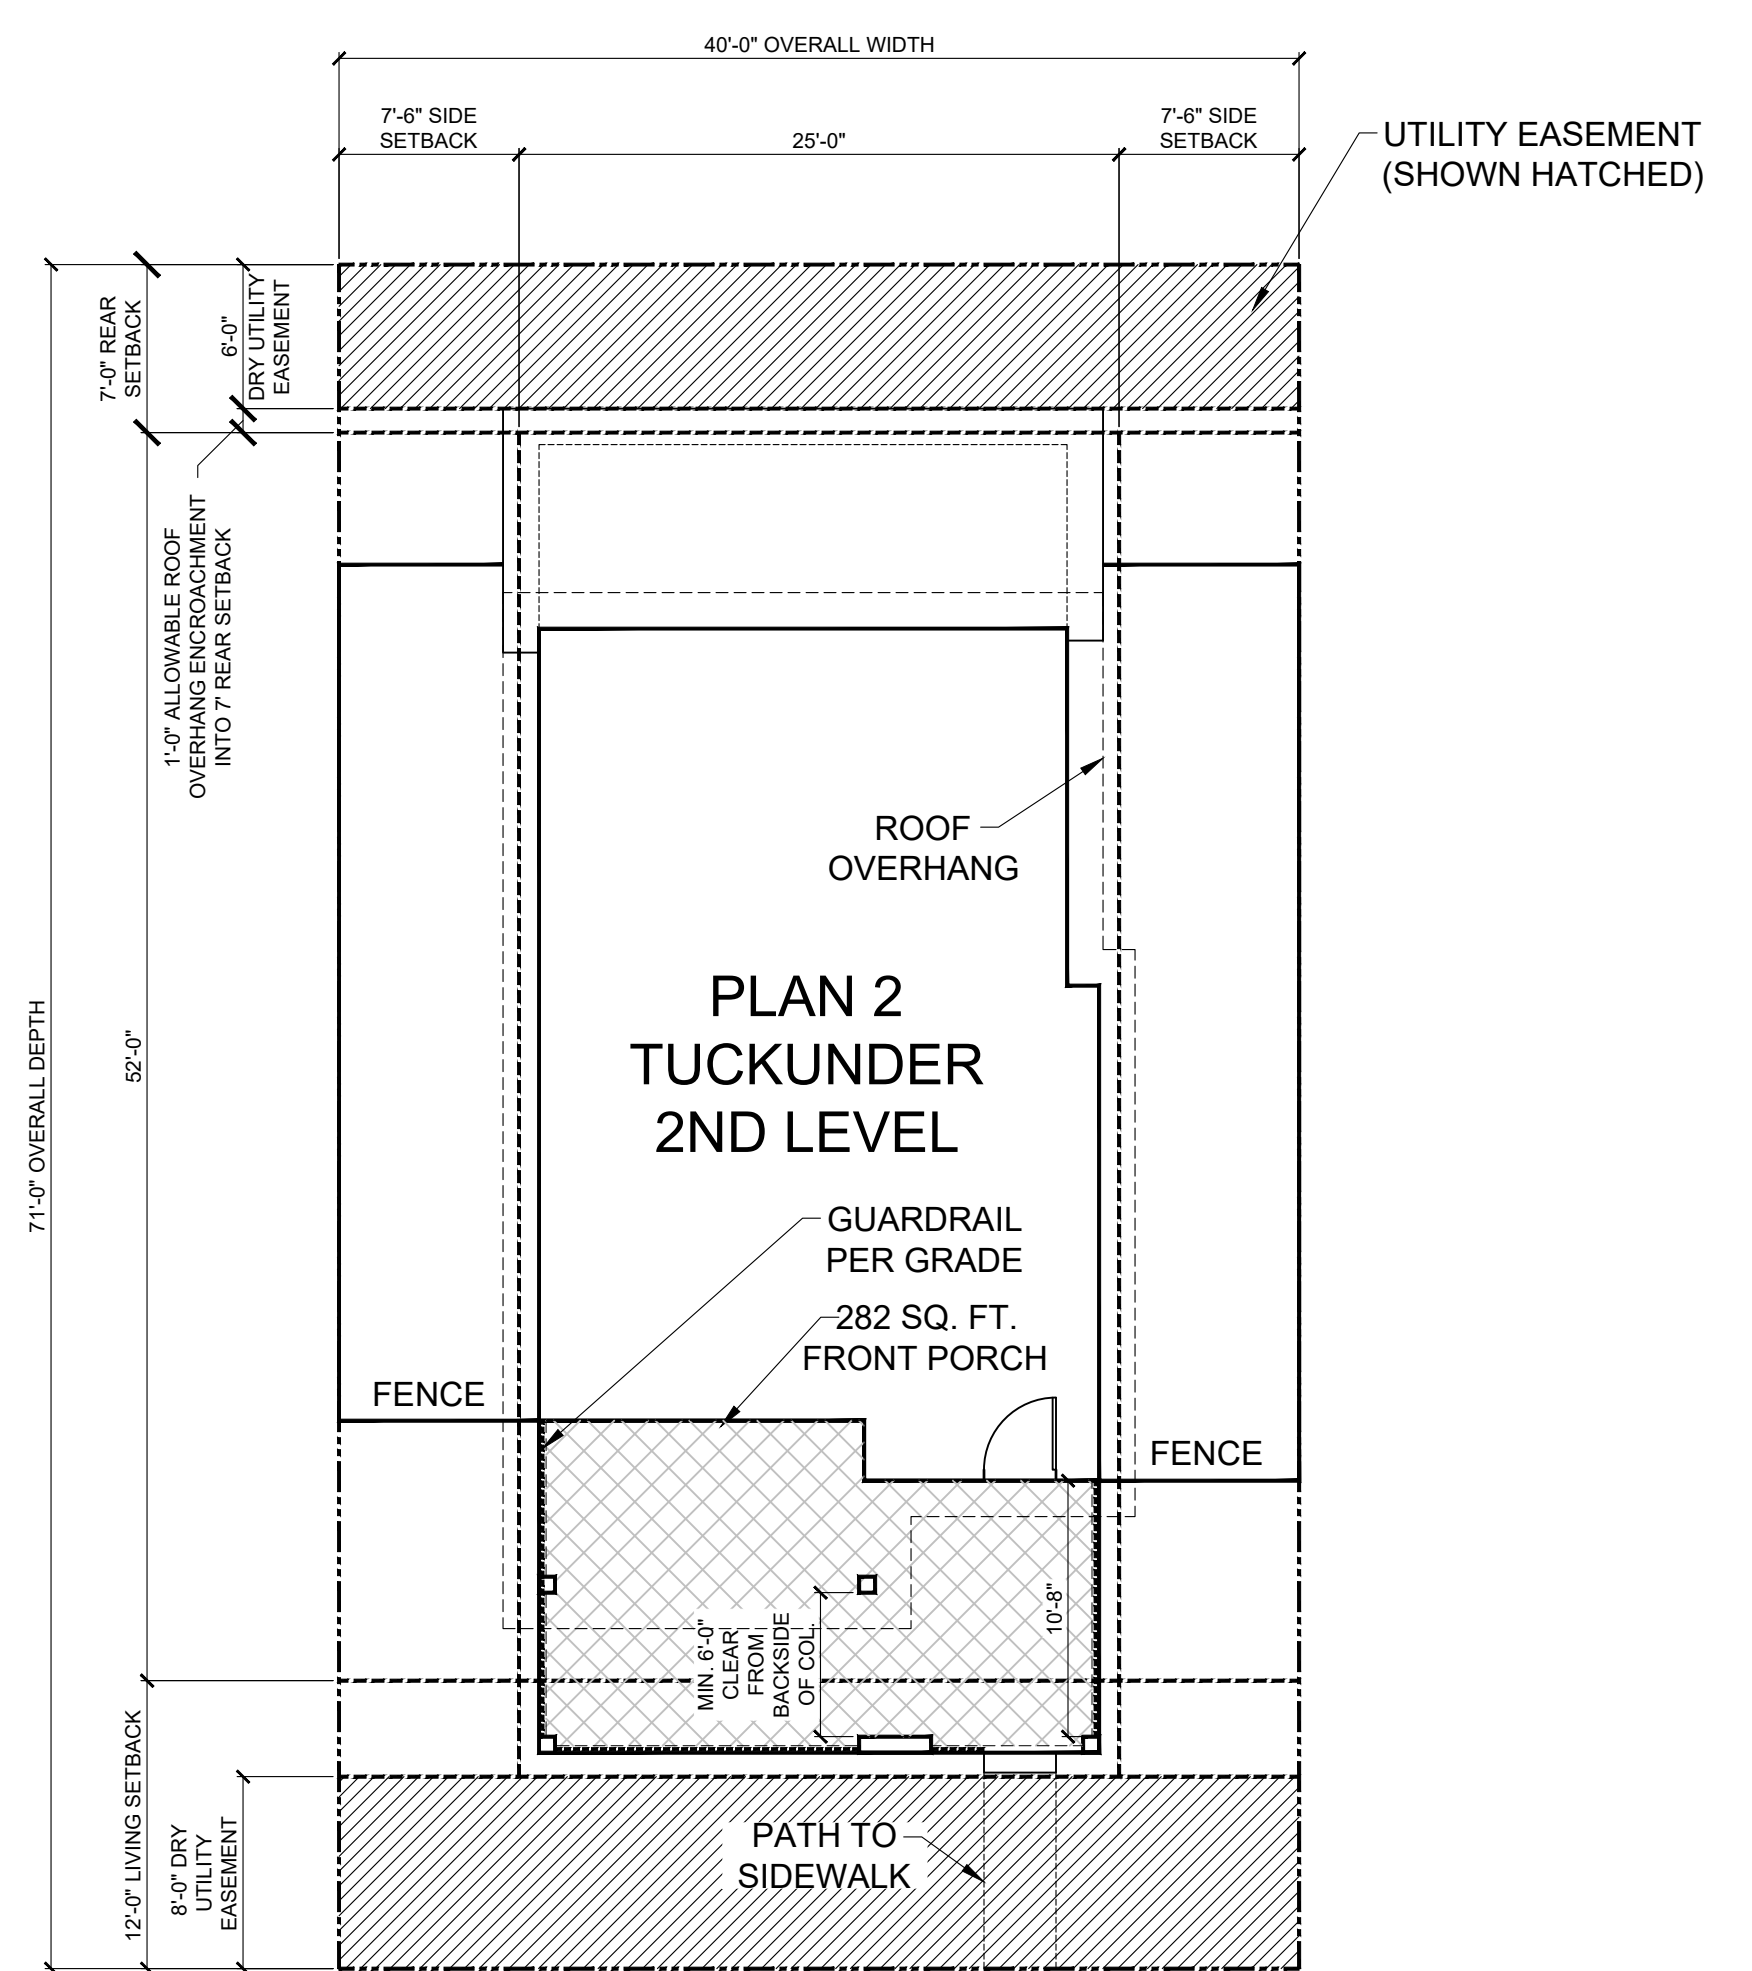 40'-0" OVERALL WIDTH
7'-6" SIDE
SETBACK
25'-0"
7'-6" SIDE
SETBACK
UTILITY EASEMENT
(SHOWN HATCHED)
7'-0" REAR
SETBACK
6'-0"
DRY UTILITY
EASEMENT
1'-0" ALLOWABLE ROOF
OVERHANG ENCROACHMENT
INTO 7' REAR SETBACK
ROOF
OVERHANG
PLAN 2
TUCKUNDER
2ND LEVEL
71'-0" OVERALL DEPTH
52'-0"
GUARDRAIL
PER GRADE
282 SQ. FT.
FRONT PORCH
FENCE
FENCE
MIN. 6'-0"
CLEAR
FROM
BACKSIDE
OF COL.
10'-8"
12'-0" LIVING SETBACK
8'-0" DRY
UTILITY
EASEMENT
PATH TO
SIDEWALK